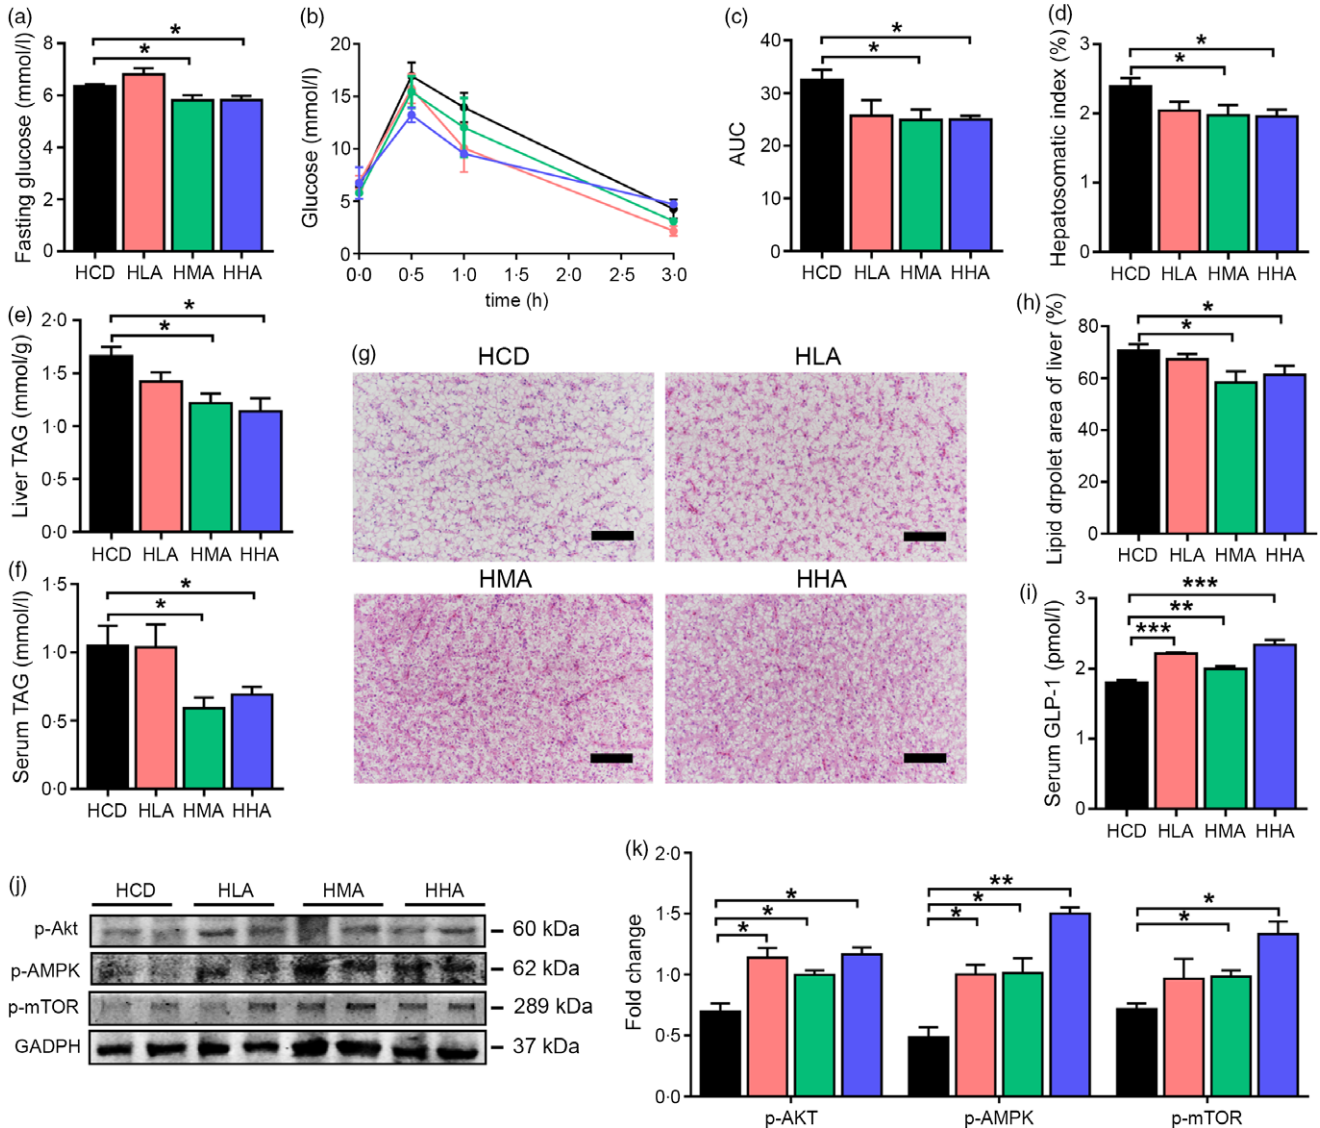 (a)
Fasting glucose (mmol/l)
8
6
4
2
0
*
*
HCD HLA HMA HHA
(b)
Glucose (mmol/l)
20
15
10
5
0
0·0 0·5 1·0 1·5 2·0 2·5 3·0
time (h)
(c)
AUC
40
30
20
10
0
*
*
HCD HLA HMA HHA
(d)
Hepatosomatic index (%)
3
2
1
0
*
*
HCD HLA HMA HHA
(e)
Liver TAG (mmol/g)
2·0
1·5
1·0
0·5
0·0
*
*
HCD HLA HMA HHA
(f)
Serum TAG (mmol/l)
1·5
1·0
0·5
0
*
*
HCD HLA HMA HHA
(g)
HCD HLA
HMA HHA
(h)
Lipid drpolet area of liver (%)
80
60
40
20
0
*
*
HCD HLA HMA HHA
(i)
Serum GLP-1 (pmol/l)
3
2
1
0
***
**
***
HCD HLA HMA HHA
(j)
HCD HLA HMA HHA
p-Akt 60 kDa
p-AMPK 62 kDa
p-mTOR 289 kDa
GADPH 37 kDa
(k)
Fold change
2·0
1·5
1·0
0·5
0·0
*
*
*
**
*
*
*
*
p-AKT p-AMPK p-mTOR